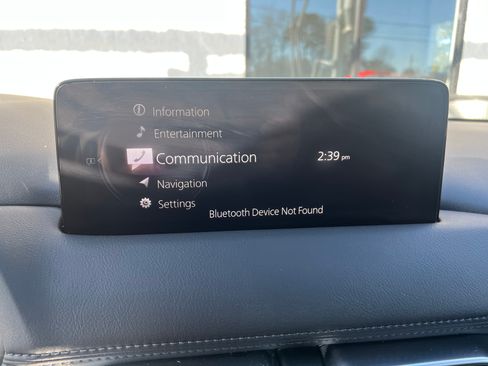 Information
Entertainment
Communication
2:39 pm
Navigation
Settings
Bluetooth Device Not Found